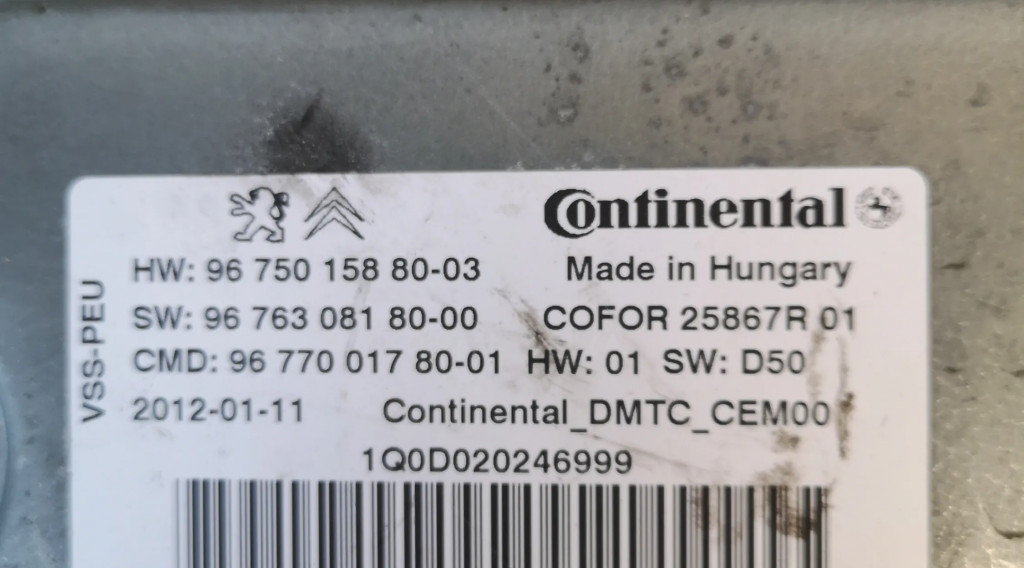 Continental
HW: 96 750 158 80-03 Made in Hungary
SW: 96 763 081 80-00 COFOR 25867R 01
CMD: 96 770 017 80-01 HW: 01 SW: D50
2012-01-11 Continental_DMTC_CEM00
1Q0D020246999
VSS-PEU